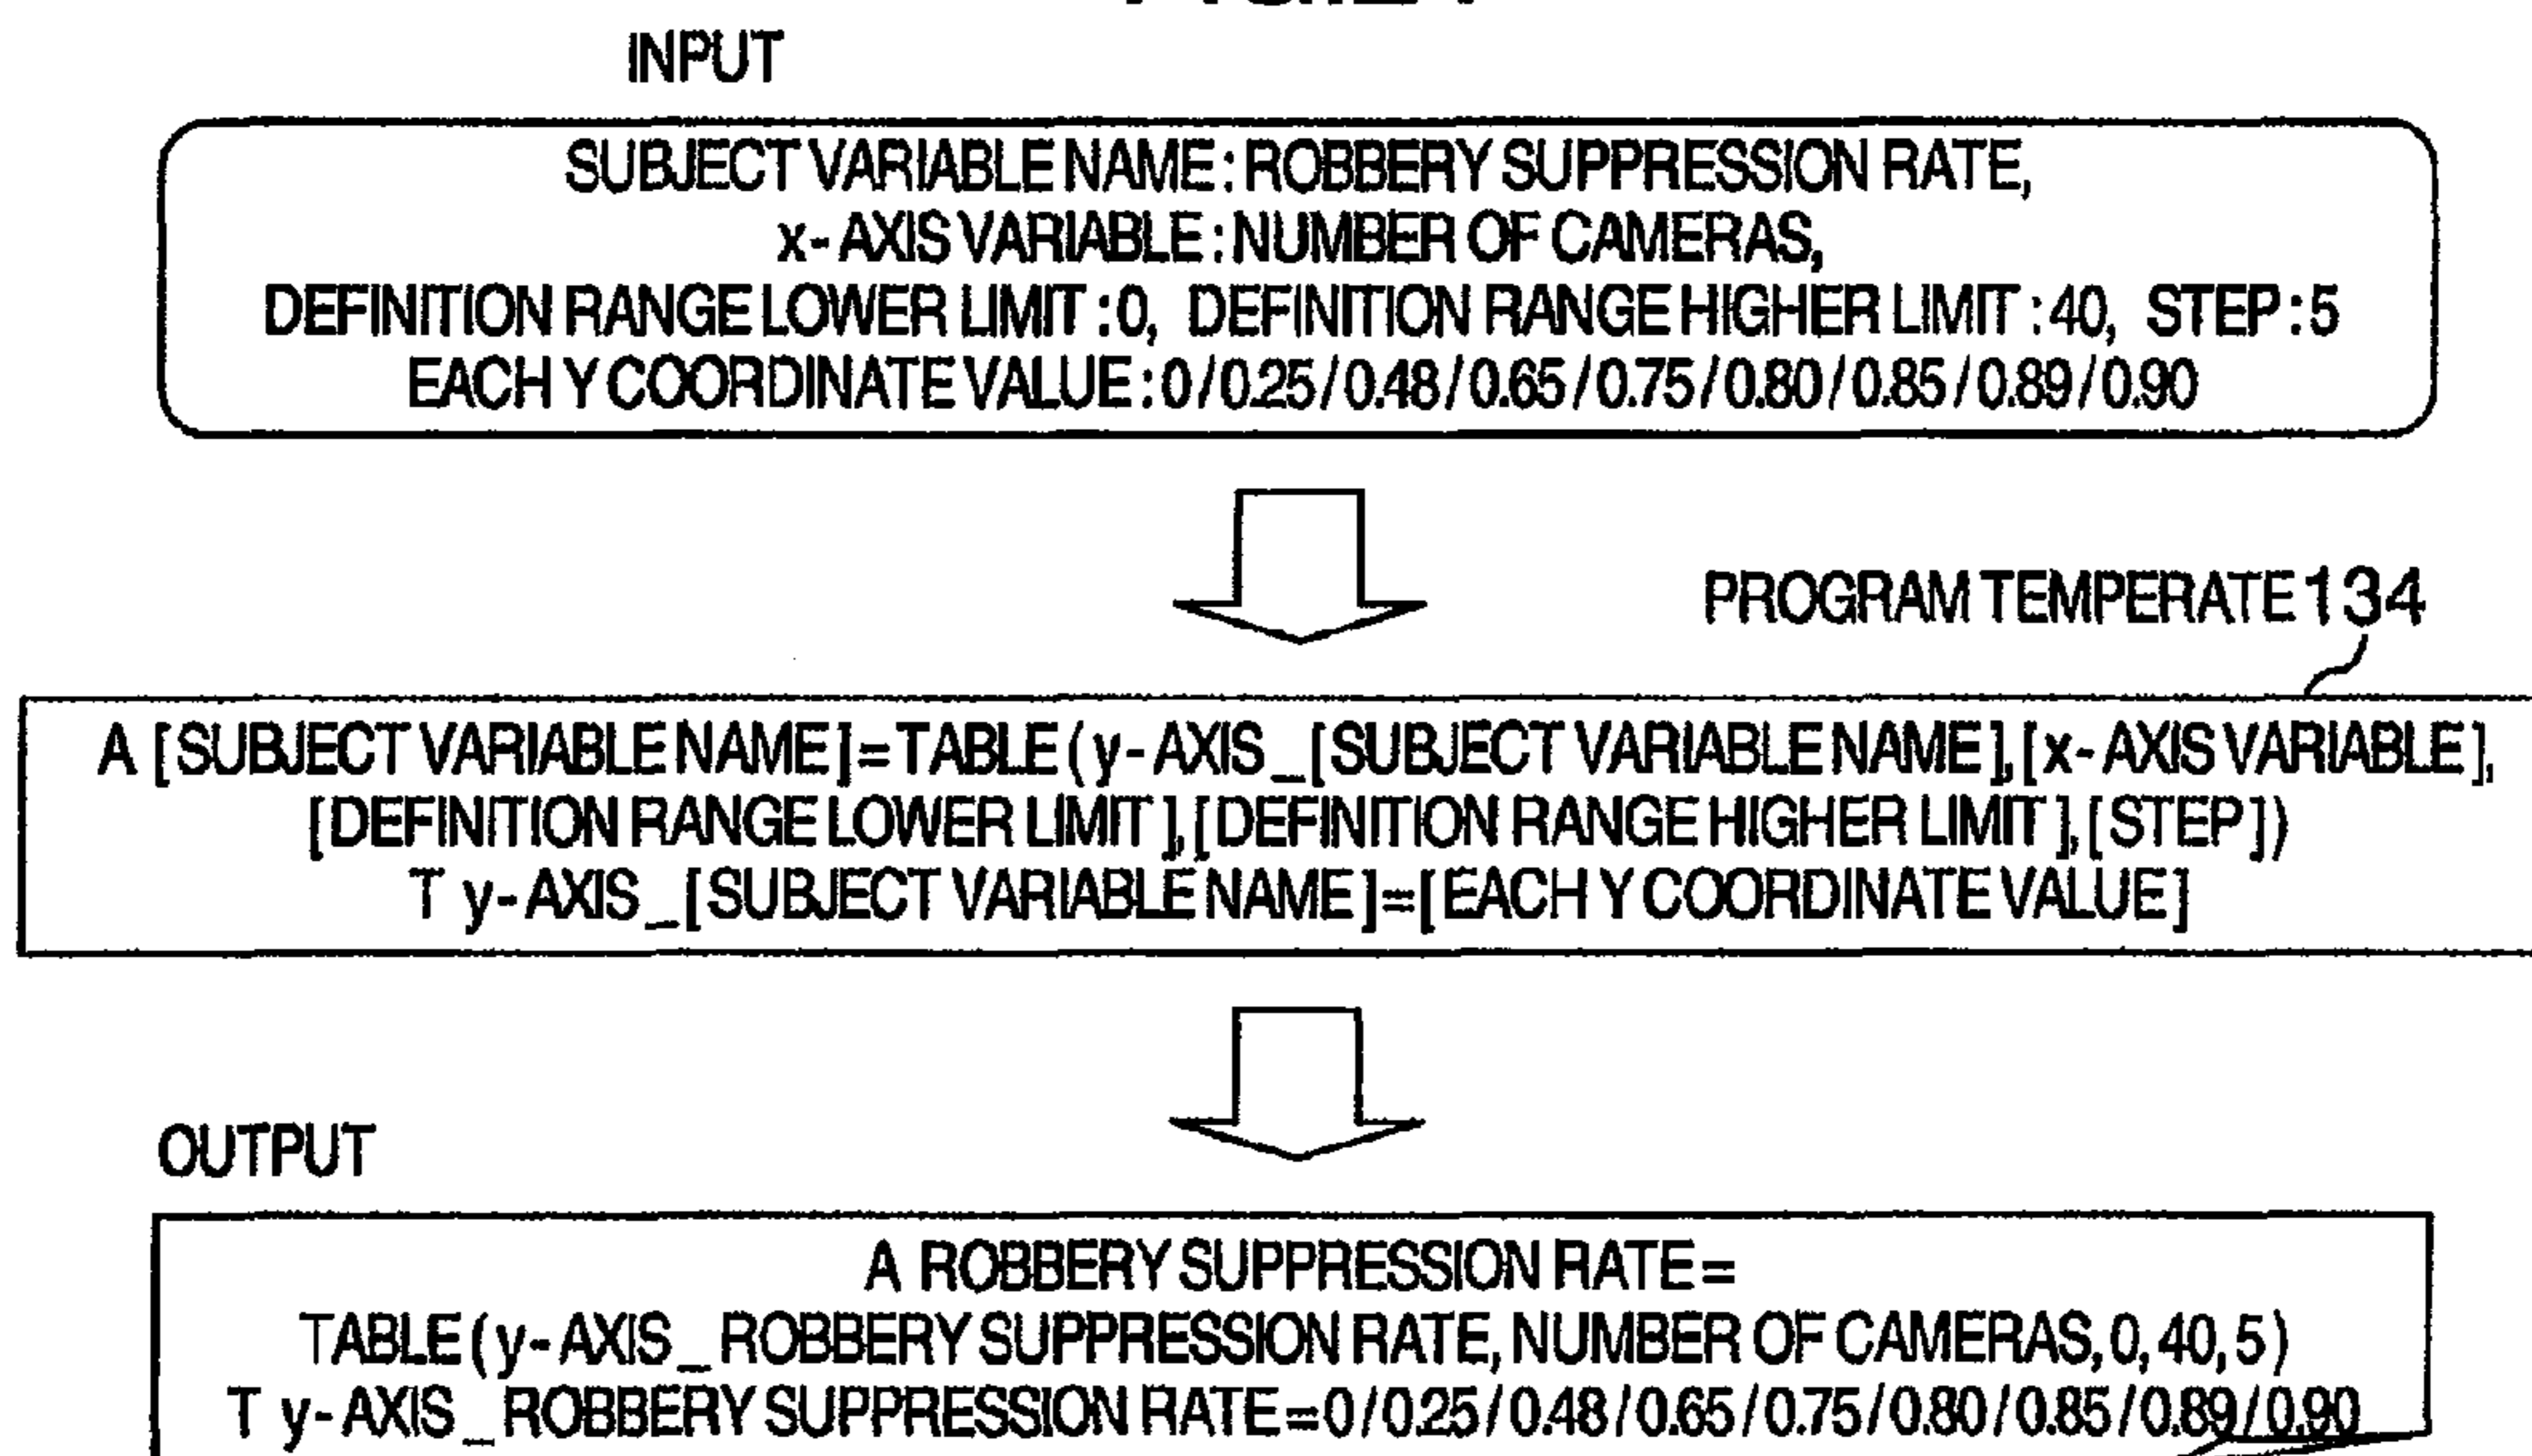 INPUT
SUBJECT VARIABLE NAME : ROBBERY SUPPRESSION RATE,
x-AXIS VARIABLE : NUMBER OF CAMERAS,
DEFINITION RANGE LOWER LIMIT : 0, DEFINITION RANGE HIGHER LIMIT : 40, STEP : 5
EACH Y COORDINATE VALUE : 0/0.25/0.48/0.65/0.75/0.80/0.85/0.89/0.90
PROGRAM TEMPERATE 134
A [SUBJECT VARIABLE NAME]=TABLE(y-AXIS_[SUBJECT VARIABLE NAME],[x-AXIS VARIABLE],
[DEFINITION RANGE LOWER LIMIT],[DEFINITION RANGE HIGHER LIMIT],[STEP])
T y-AXIS_[SUBJECT VARIABLE NAME]=[EACH Y COORDINATE VALUE]
OUTPUT
A ROBBERY SUPPRESSION RATE=
TABLE(y-AXIS_ROBBERY SUPPRESSION RATE, NUMBER OF CAMERAS, 0, 40, 5)
T y-AXIS_ROBBERY SUPPRESSION RATE=0/0.25/0.48/0.65/0.75/0.80/0.85/0.89/0.90